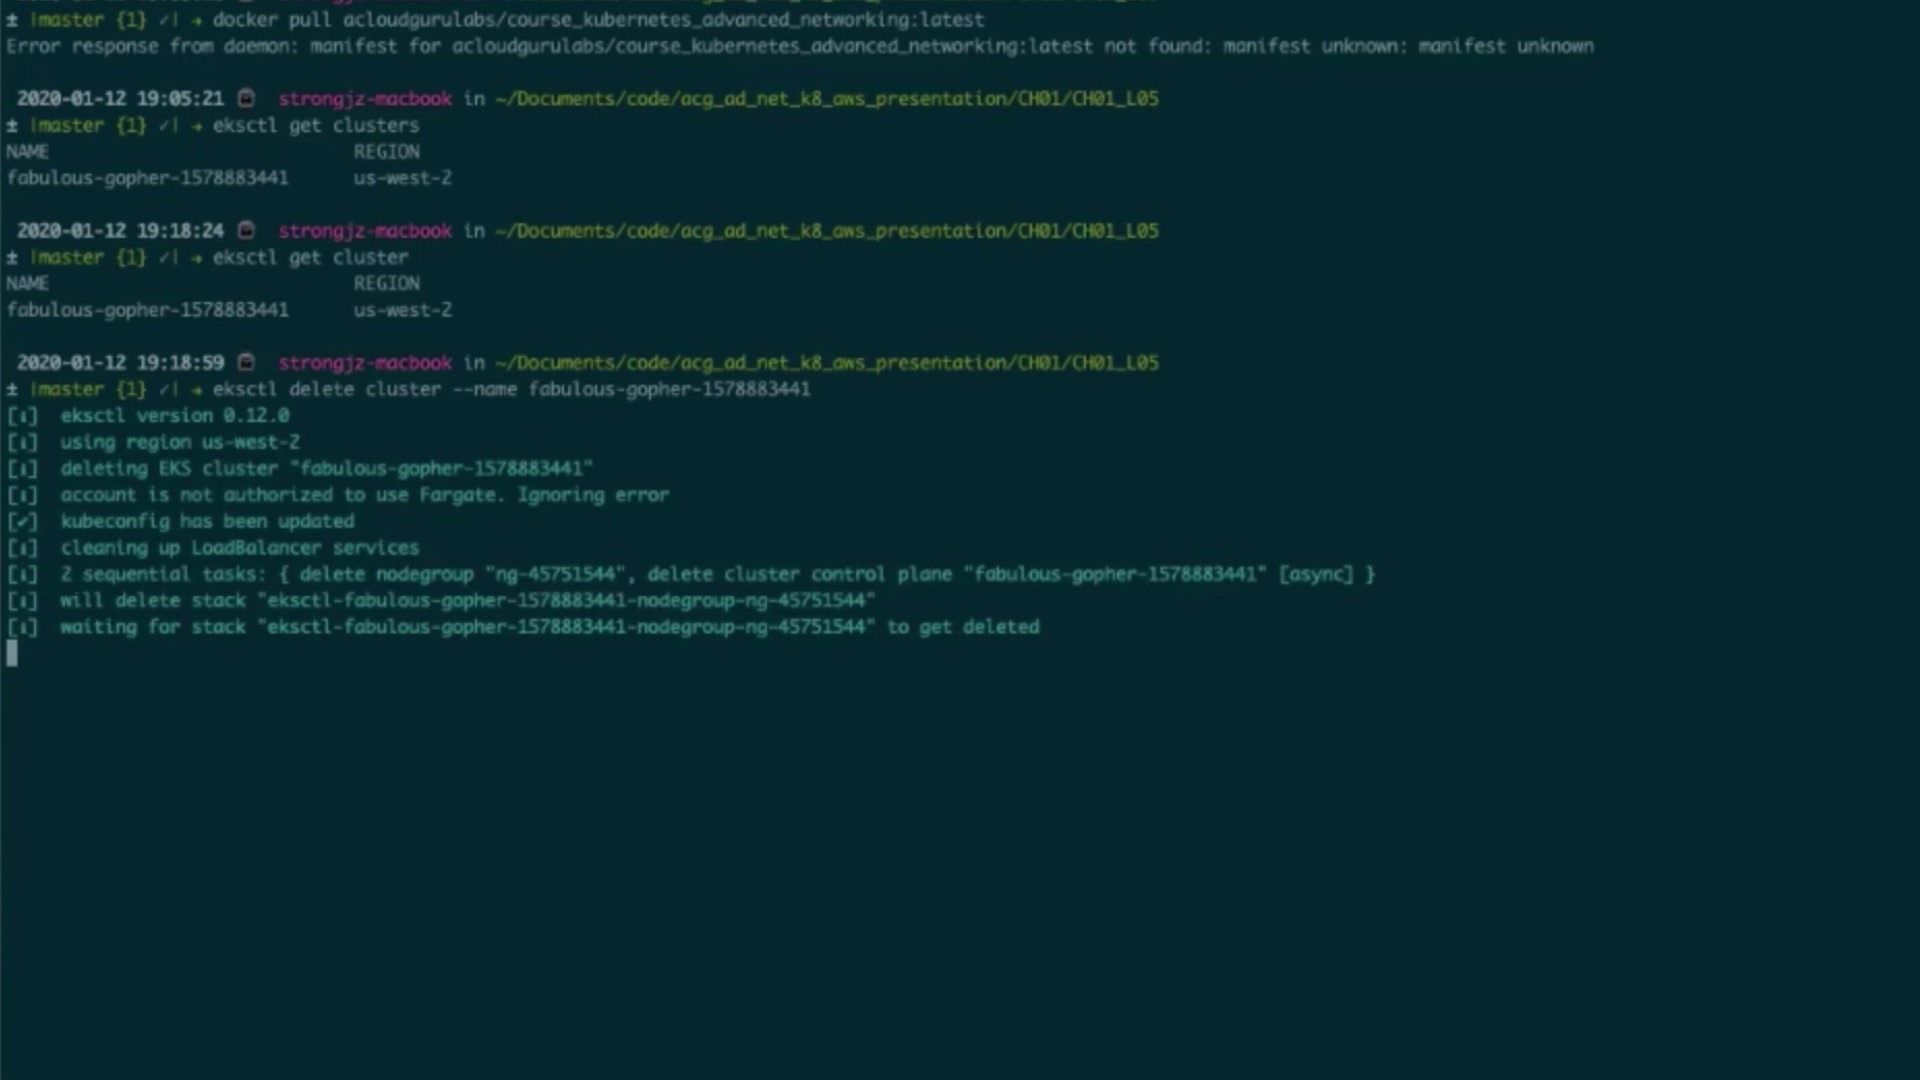 ± |master {1} ✓| → docker pull acloudgurulabs/course_kubernetes_advanced_networking:latest
Error response from daemon: manifest for acloudgurulabs/course_kubernetes_advanced_networking:latest not found: manifest unknown: manifest unknown
2020-01-12 19:05:21 strongjz-macbook in ~/Documents/code/acg_ad_net_k8_aws_presentation/CH01/CH01_L05
± |master {1} ✓| → eksctl get clusters
NAME REGION
fabulous-gopher-1578883441 us-west-2
2020-01-12 19:18:24 strongjz-macbook in ~/Documents/code/acg_ad_net_k8_aws_presentation/CH01/CH01_L05
± |master {1} ✓| → eksctl get cluster
NAME REGION
fabulous-gopher-1578883441 us-west-2
2020-01-12 19:18:59 strongjz-macbook in ~/Documents/code/acg_ad_net_k8_aws_presentation/CH01/CH01_L05
± |master {1} ✓| → eksctl delete cluster --name fabulous-gopher-1578883441
[ℹ] eksctl version 0.12.0
[ℹ] using region us-west-2
[ℹ] deleting EKS cluster "fabulous-gopher-1578883441"
[ℹ] account is not authorized to use Fargate. Ignoring error
[✔] kubeconfig has been updated
[ℹ] cleaning up LoadBalancer services
[ℹ] 2 sequential tasks: { delete nodegroup "ng-45751544", delete cluster control plane "fabulous-gopher-1578883441" [async] }
[ℹ] will delete stack "eksctl-fabulous-gopher-1578883441-nodegroup-ng-45751544"
[ℹ] waiting for stack "eksctl-fabulous-gopher-1578883441-nodegroup-ng-45751544" to get deleted